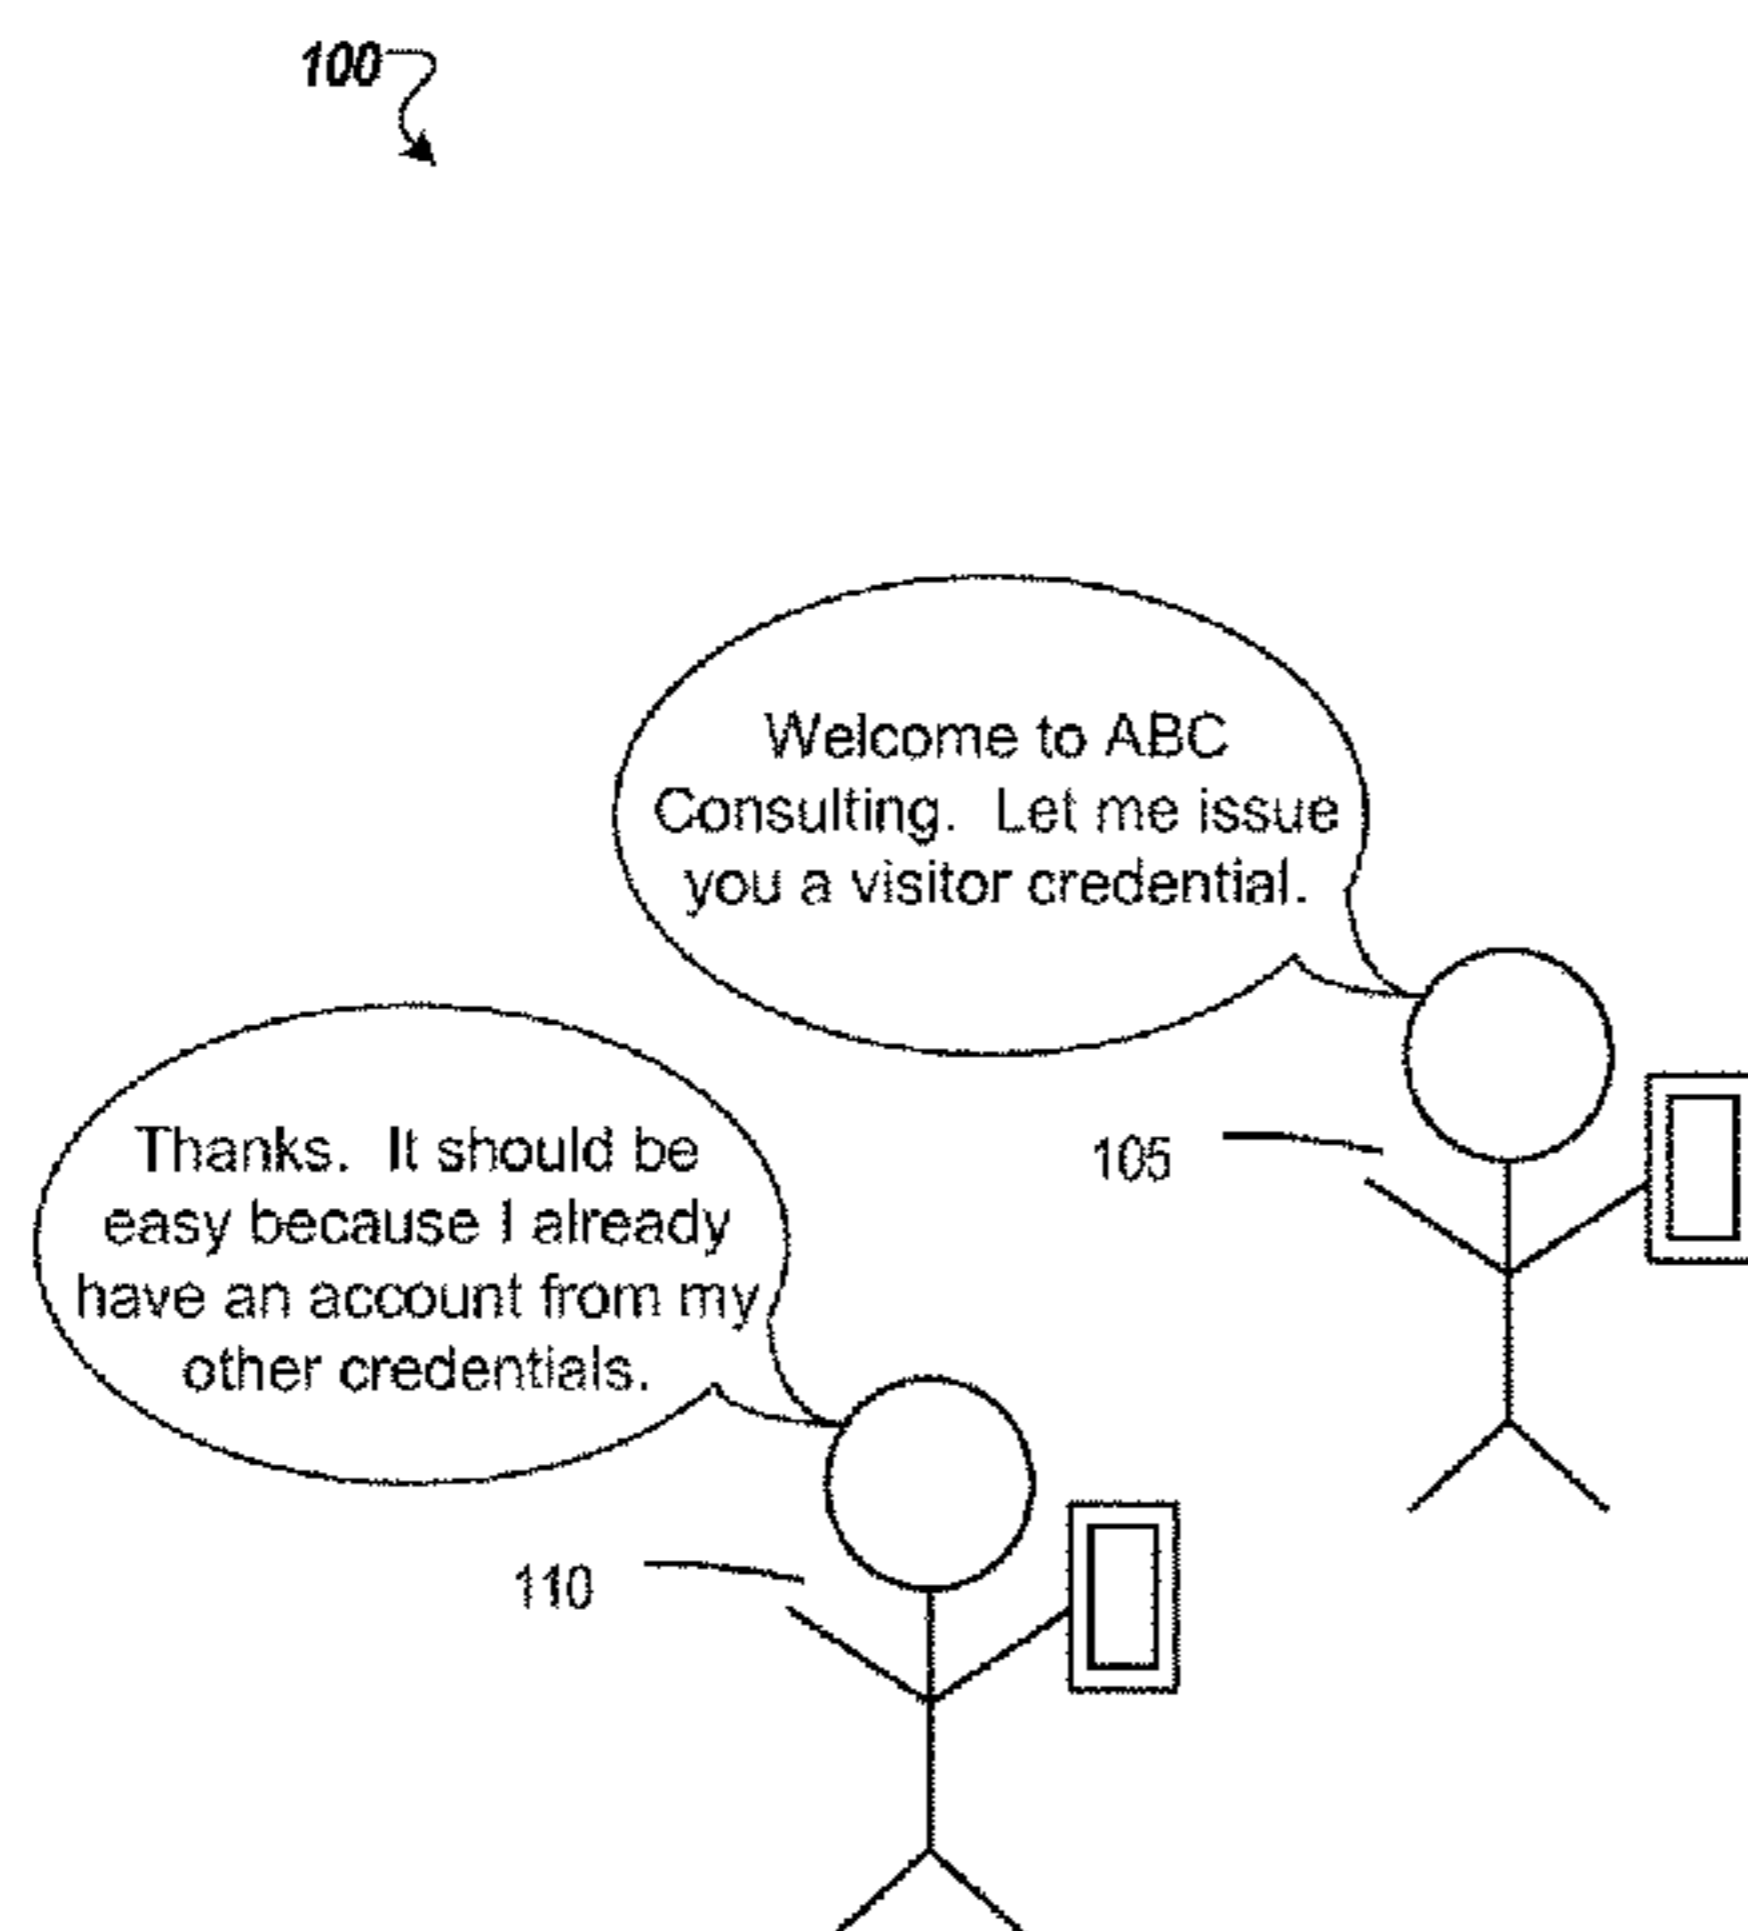 100
Welcome to ABC
Consulting. Let me issue
you a visitor credential.
105
Thanks. It should be
easy because I already
have an account from my
other credentials.
110